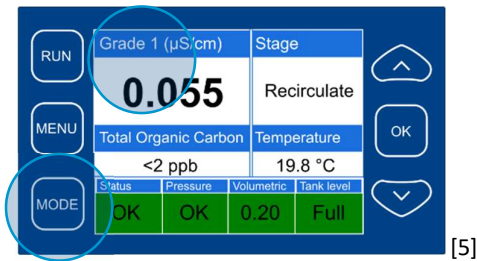 RUN
MENU
MODE
Grade 1 (µS/cm) Stage
0.055 Recirculate
Total Organic Carbon Temperature
<2 ppb 19.8 °C
Status Pressure Volumetric Tank level
OK OK 0.20 Full
OK
[5]